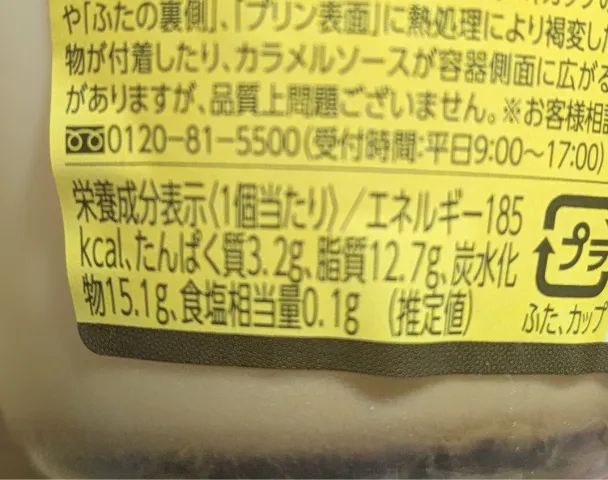 や「ふたの裏側」、「プリン表面」に熱処理により褐変した
物が付着したり、カラメルソースが容器側面に広がる
がありますが、品質上問題ございません。※お客様相談
0120−81−5500(受付時間:平日9:00〜17:00)
栄養成分表示〈1個当たり〉/エネルギー185
kcal、たんぱく質3.2g、脂質12.7g、炭水化
物15.1g、食塩相当量0.1g (推定値)
プラ
ふた、カップ